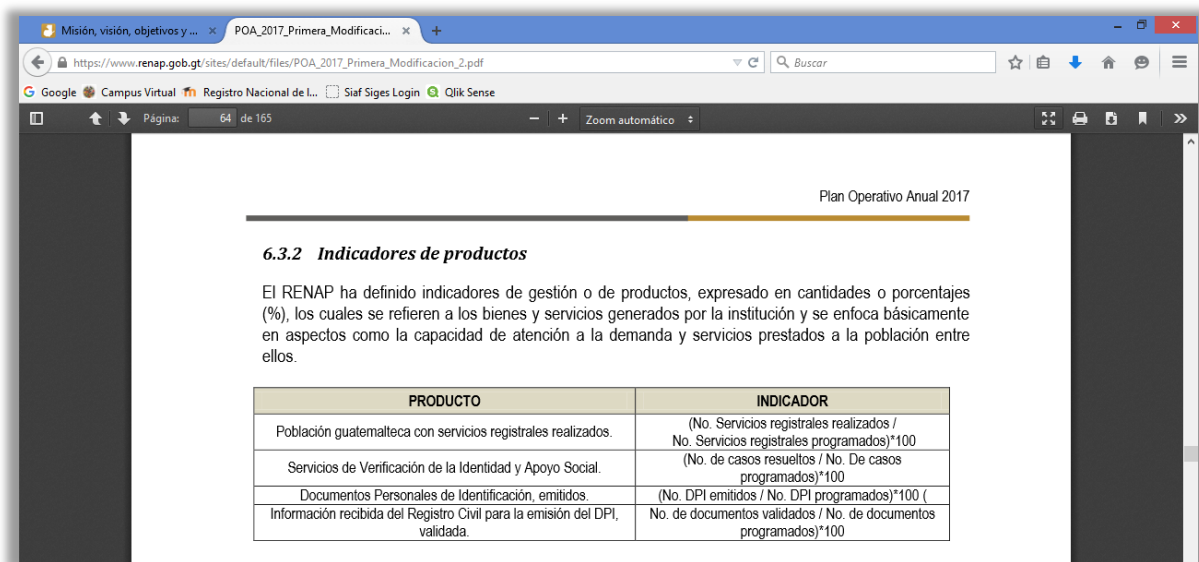 Misión, visión, objetivos y ... ×
POA_2017_Primera_Modificaci... ×
https://www.renap.gob.gt/sites/default/files/POA_2017_Primera_Modificacion_2.pdf
Buscar
Google Campus Virtual Registro Nacional de l... Siaf Siges Login Qlik Sense
Página: 64 de 165
Zoom automático
Plan Operativo Anual 2017
6.3.2 Indicadores de productos
El RENAP ha definido indicadores de gestión o de productos, expresado en cantidades o porcentajes
(%), los cuales se refieren a los bienes y servicios generados por la institución y se enfoca básicamente
en aspectos como la capacidad de atención a la demanda y servicios prestados a la población entre
ellos.
PRODUCTO
INDICADOR
Población guatemalteca con servicios registrales realizados.
(No. Servicios registrales realizados /
No. Servicios registrales programados)*100
Servicios de Verificación de la Identidad y Apoyo Social.
(No. de casos resueltos / No. De casos
programados)*100
Documentos Personales de Identificación, emitidos.
(No. DPI emitidos / No. DPI programados)*100 (
Información recibida del Registro Civil para la emisión del DPI,
validada.
No. de documentos validados / No. de documentos
programados)*100